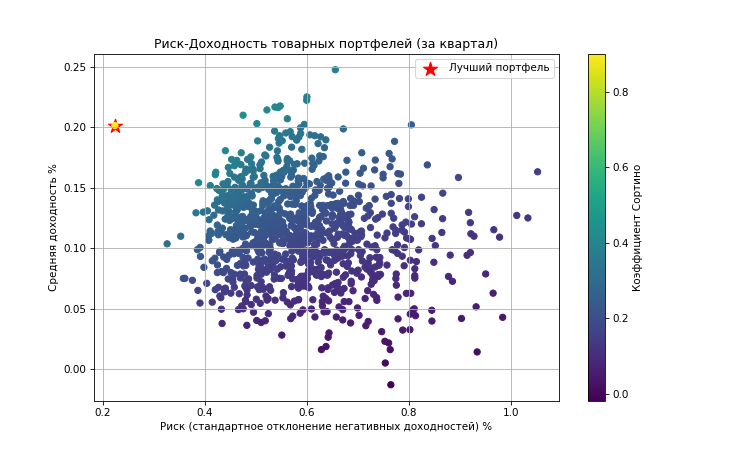 Риск-Доходность товарных портфелей (за квартал)
Лучший портфель
Средняя доходность %
0.25
0.20
0.15
0.10
0.05
0.00
0.2 0.4 0.6 0.8 1.0
Риск (стандартное отклонение негативных доходностей) %
0.8
0.6
0.4
0.2
0.0
Коэффициент Сортино